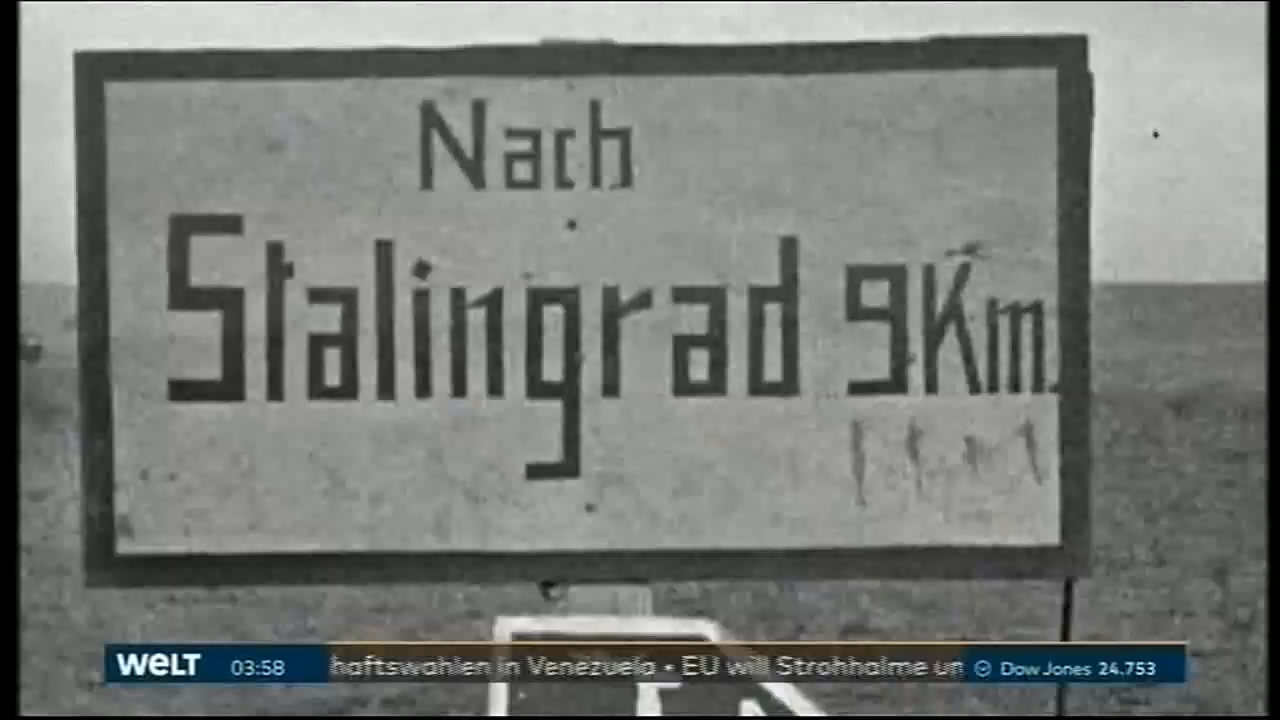 Nach
Stalingrad 9Km.
WELT 03:58 haftswahlen in Venezuela • EU will Strohhalme un Dow Jones 24.753